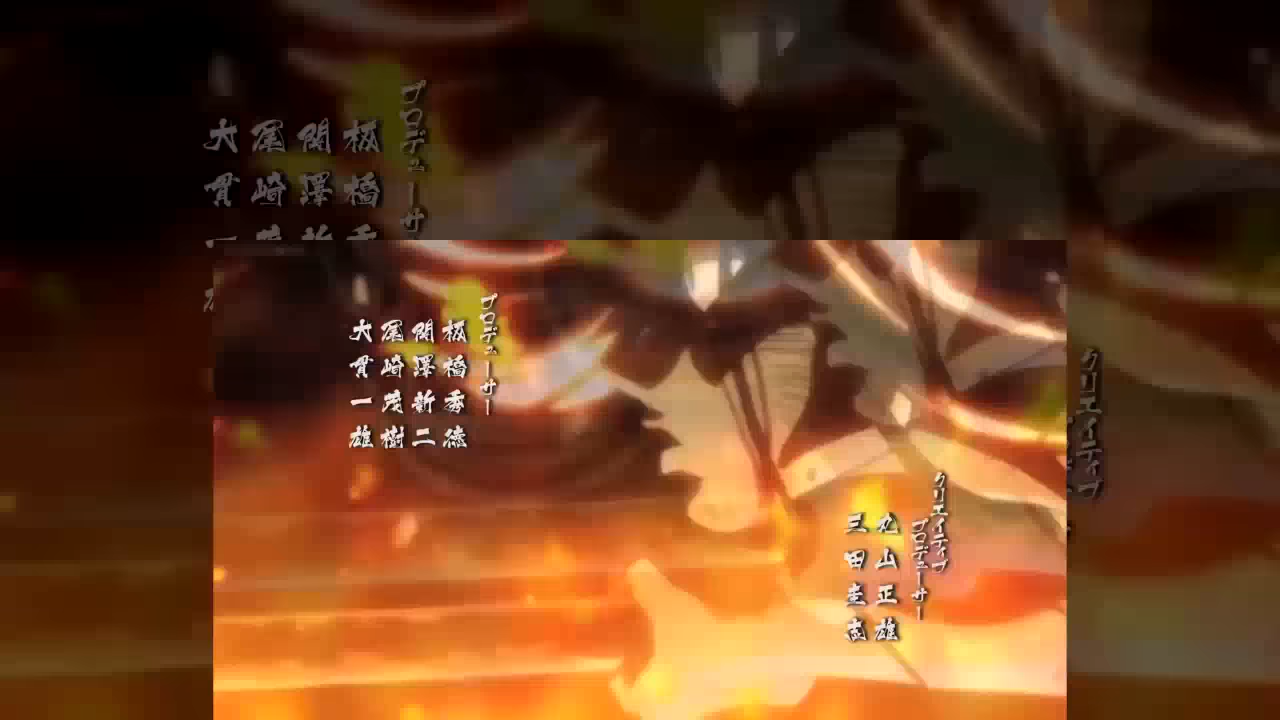 プロデューサー
板橋秀徳
関澤新二
尾崎茂樹
大貫一雄
クリエイティブ
プロデューサー
丸山正雄
三田圭志